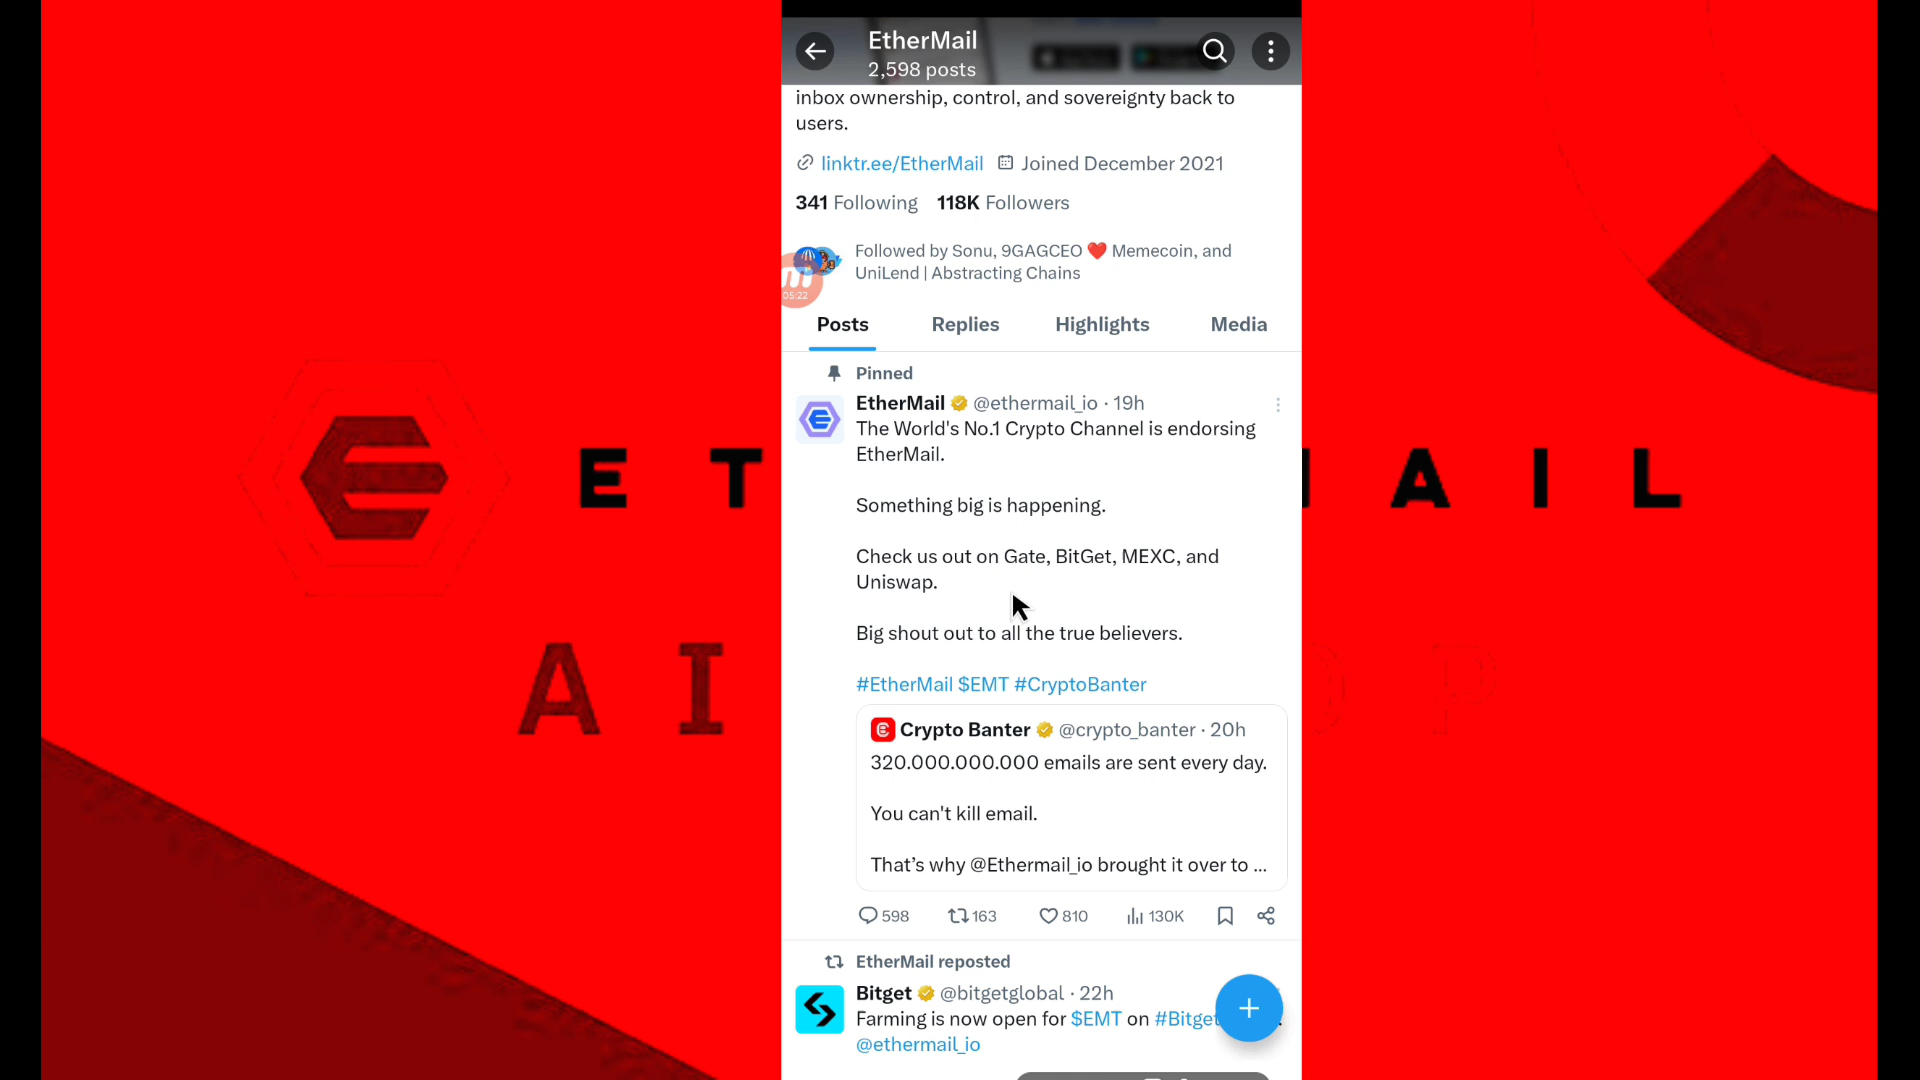 EtherMail
2,598 posts
inbox ownership, control, and sovereignty back to
users.
linktr.ee/EtherMail Joined December 2021
341 Following 118K Followers
Followed by Sonu, 9GAGCEO ❤️ Memecoin, and
UniLend | Abstracting Chains
05:22
Posts Replies Highlights Media
Pinned
EtherMail @ethermail_io · 19h
The World's No.1 Crypto Channel is endorsing
EtherMail.
Something big is happening.
Check us out on Gate, BitGet, MEXC, and
Uniswap.
Big shout out to all the true believers.
#EtherMail $EMT #CryptoBanter
Crypto Banter @crypto_banter · 20h
320.000.000.000 emails are sent every day.
You can't kill email.
That’s why @Ethermail_io brought it over to ...
598 163 810 130K
EtherMail reposted
Bitget @bitgetglobal · 22h
Farming is now open for $EMT on #Bitget
@ethermail_io
E T A I L
A I O P